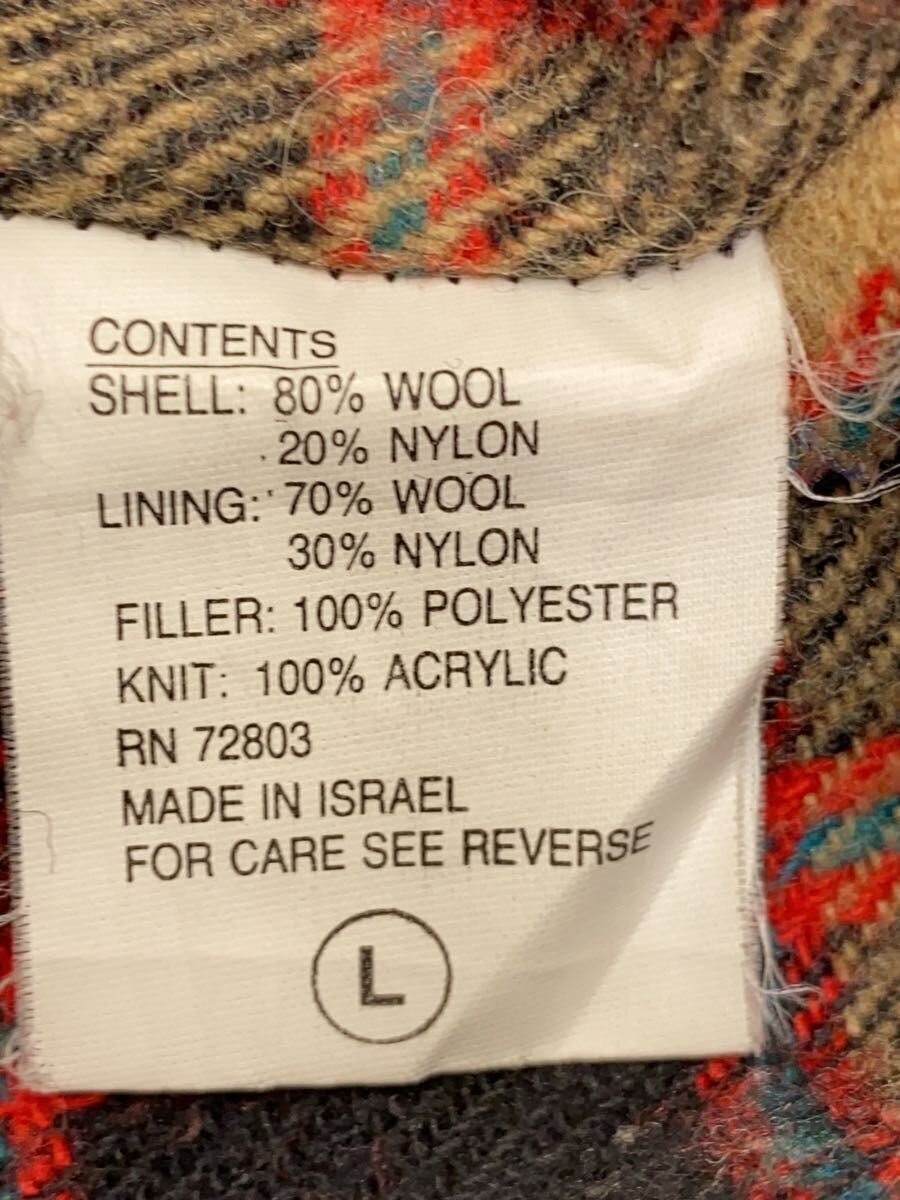 CONTENTS
SHELL: 80% WOOL
20% NYLON
LINING: 70% WOOL
30% NYLON
FILLER: 100% POLYESTER
KNIT: 100% ACRYLIC
RN 72803
MADE IN ISRAEL
FOR CARE SEE REVERSE
L